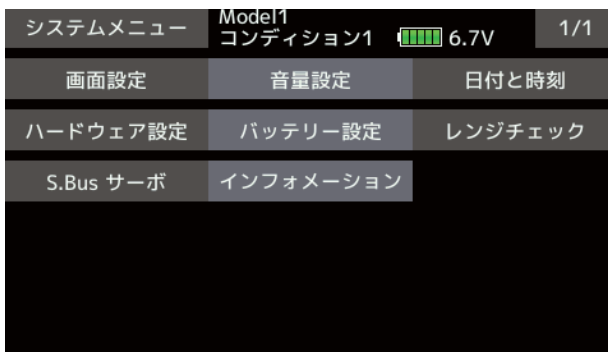 システムメニュー Model1 コンディション1 6.7V 1/1
画面設定 音量設定 日付と時刻
ハードウェア設定 バッテリー設定 レンジチェック
S.Bus サーボ インフォメーション